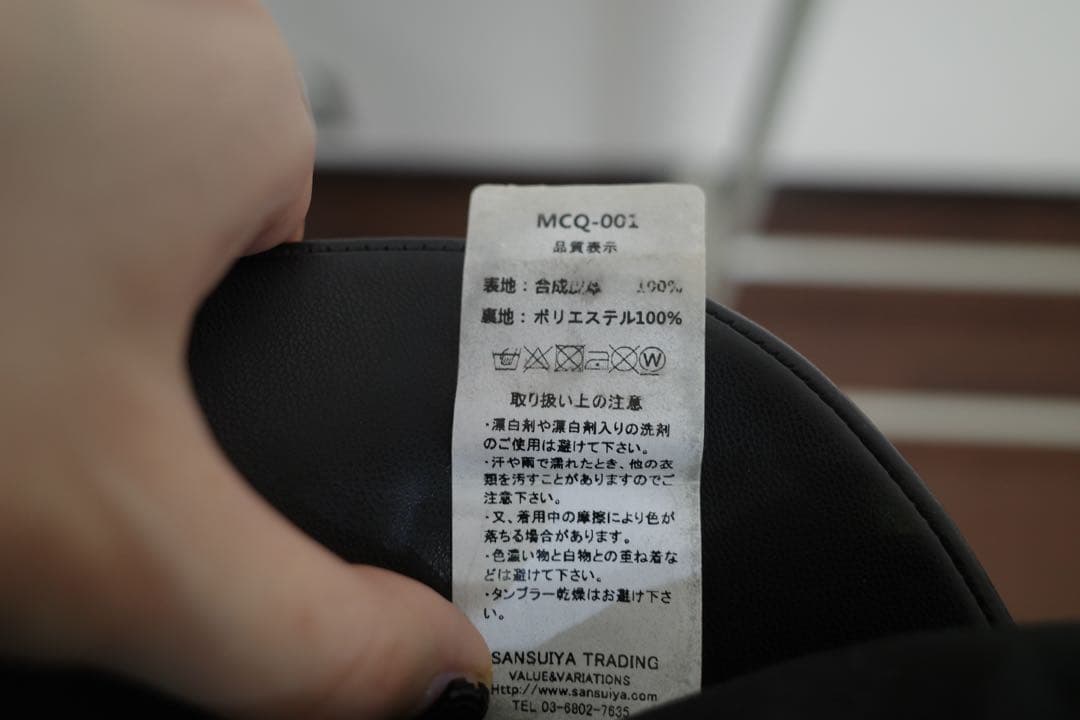 MCQ-001
品質表示
表地：合成皮革 100%
裏地：ポリエステル100%
W
取り扱い上の注意
・漂白剤や漂白剤入りの洗剤
のご使用は避けて下さい。
・汗や雨で濡れたとき、他の衣
類を汚すことがありますのでご
注意下さい。
・又、着用中の摩擦により色が
落ちる場合があります。
・色濃い物と白物との重ね着な
どは避けて下さい。
・タンブラー乾燥はお避け下さ
い。
SANSUIYA TRADING
VALUE&VARIATIONS
Http://www.sansuiya.com
TEL 03-6802-7635